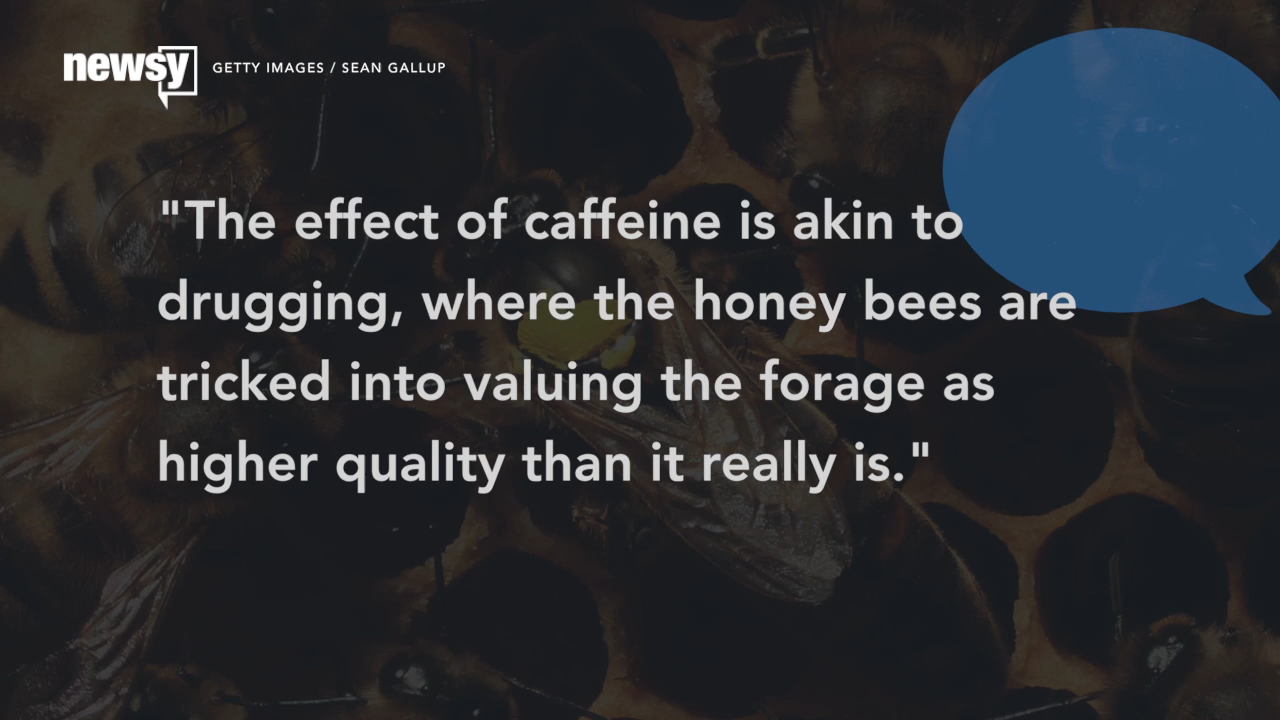 newsy GETTY IMAGES / SEAN GALLUP
"The effect of caffeine is akin to
drugging, where the honey bees are
tricked into valuing the forage as
higher quality than it really is."